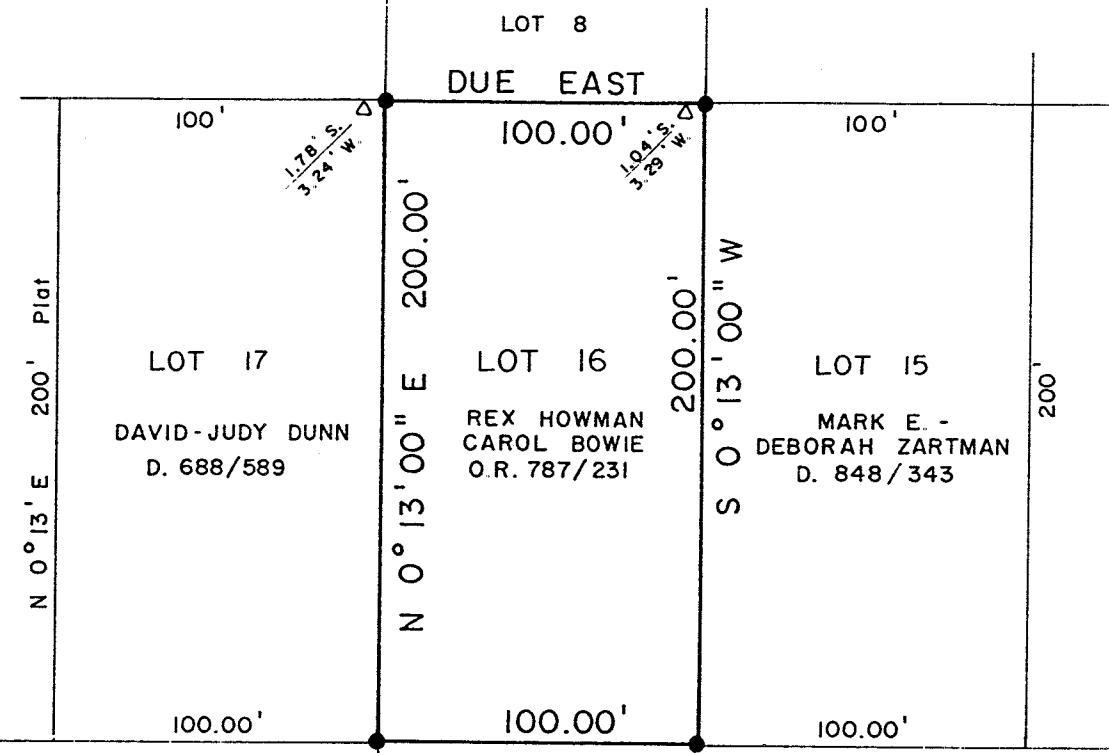 LOT 8
DUE EAST
100'
100.00'
100'
1.78' S.
3.24' W.
1.04' S.
3.29' W.
N 0°13'E 200' Plat
LOT 17
DAVID-JUDY DUNN
D. 688/589
N 0°13'00" E 200.00'
LOT 16
REX HOWMAN
CAROL BOWIE
O.R. 787/231
200.00'
S 0°13'00" W
LOT 15
MARK E. -
DEBORAH ZARTMAN
D. 848/343
200'
100.00'
100.00'
100.00'